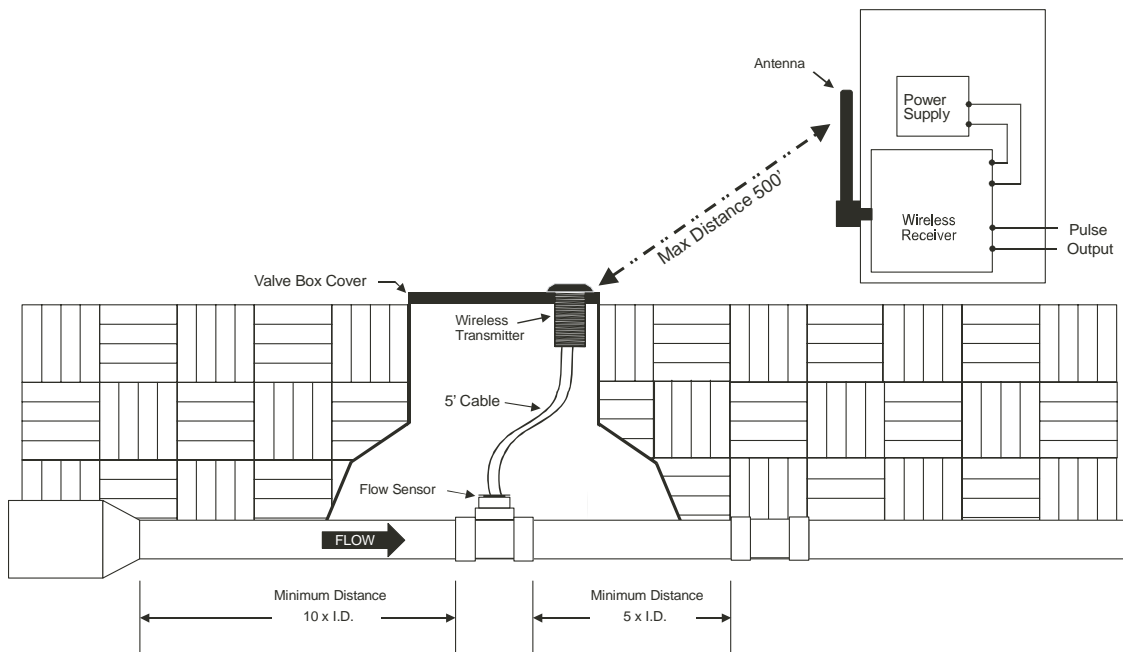 Antenna
Power
Supply
Wireless
Receiver
Pulse
Output
Max Distance 500'
Valve Box Cover
Wireless
Transmitter
5' Cable
Flow Sensor
FLOW
Minimum Distance
10 x I.D.
Minimum Distance
5 x I.D.